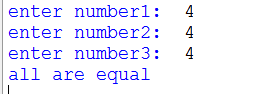 enter number1:  4
enter number2:  4
enter number3:  4
all are equal